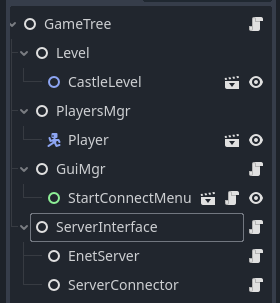 GameTree
Level
CastleLevel
PlayersMgr
Player
GuiMgr
StartConnectMenu
ServerInterface
EnetServer
ServerConnector